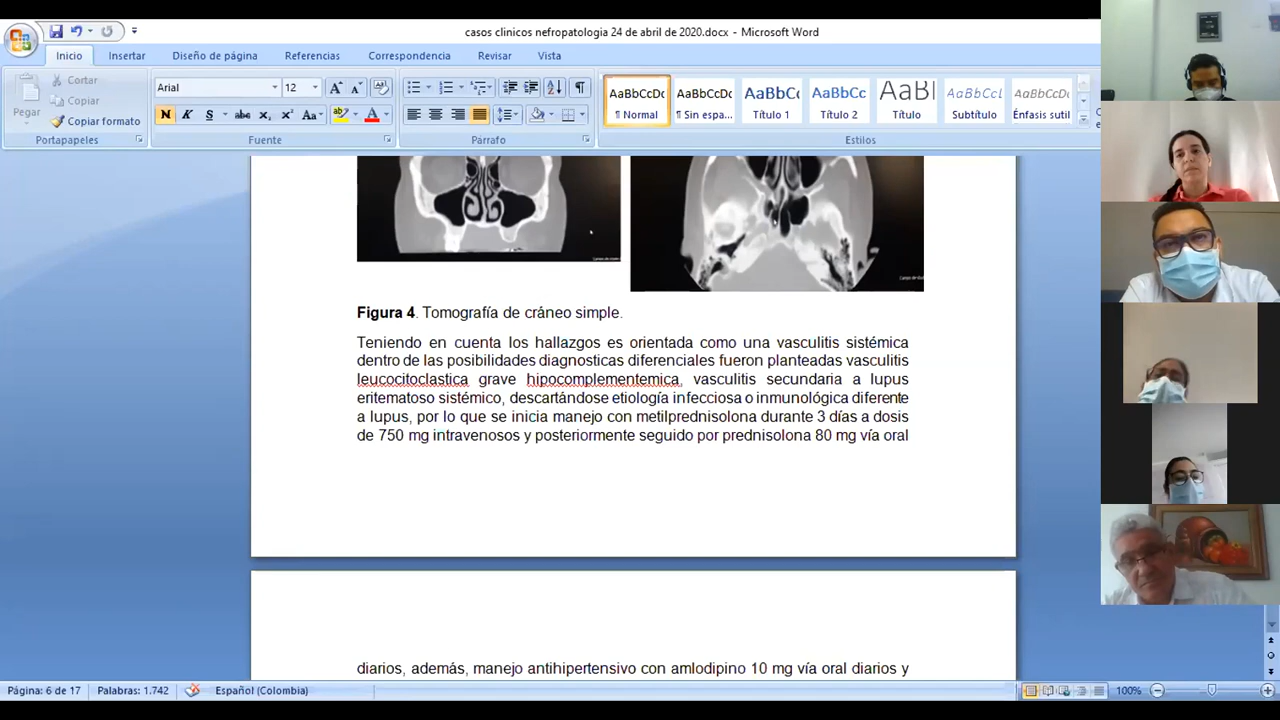 casos clinicos nefropatologia 24 de abril de 2020.docx - Microsoft Word
Inicio Insertar Diseño de página Referencias Correspondencia Revisar Vista
Cortar
Copiar
Copiar formato
Pegar
Portapapeles
Arial 12
N K S abc x₂ x² Aa
Fuente
Párrafo
AaBbCcDc AaBbCcDc AaBbCc AaBbCc AaBl AaBbCcL AaBbCcDc
¶ Normal ¶ Sin espa... Título 1 Título 2 Título Subtítulo Énfasis sutil
Estilos
Figura 4. Tomografía de cráneo simple.
Teniendo en cuenta los hallazgos es orientada como una vasculitis sistémica
dentro de las posibilidades diagnosticas diferenciales fueron planteadas vasculitis
leucocitoclastica grave hipocomplementemica, vasculitis secundaria a lupus
eritematoso sistémico, descartándose etiología infecciosa o inmunológica diferente
a lupus, por lo que se inicia manejo con metilprednisolona durante 3 días a dosis
de 750 mg intravenosos y posteriormente seguido por prednisolona 80 mg vía oral
diarios, además, manejo antihipertensivo con amlodipino 10 mg vía oral diarios y
Página: 6 de 17 Palabras: 1.742 Español (Colombia) 100%